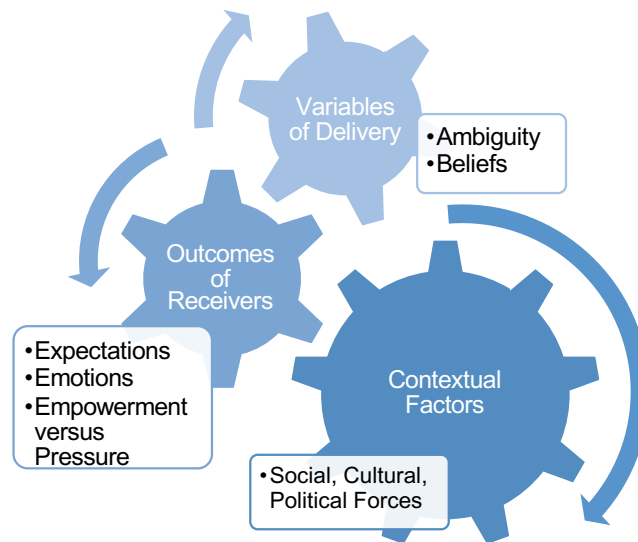 Variables
of Delivery
•Ambiguity
•Beliefs
Outcomes
of
Receivers
•Expectations
•Emotions
•Empowerment
versus
Pressure
Contextual
Factors
•Social, Cultural,
Political Forces